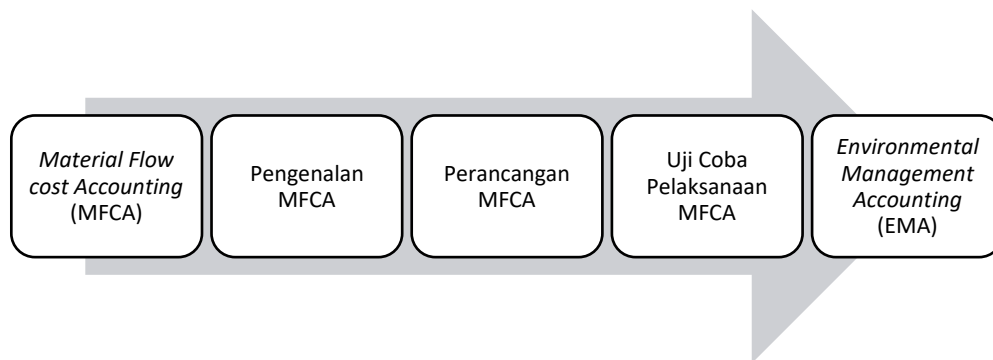 Material Flow
cost Accounting
(MFCA)
Pengenalan
MFCA
Perancangan
MFCA
Uji Coba
Pelaksanaan
MFCA
Environmental
Management
Accounting
(EMA)